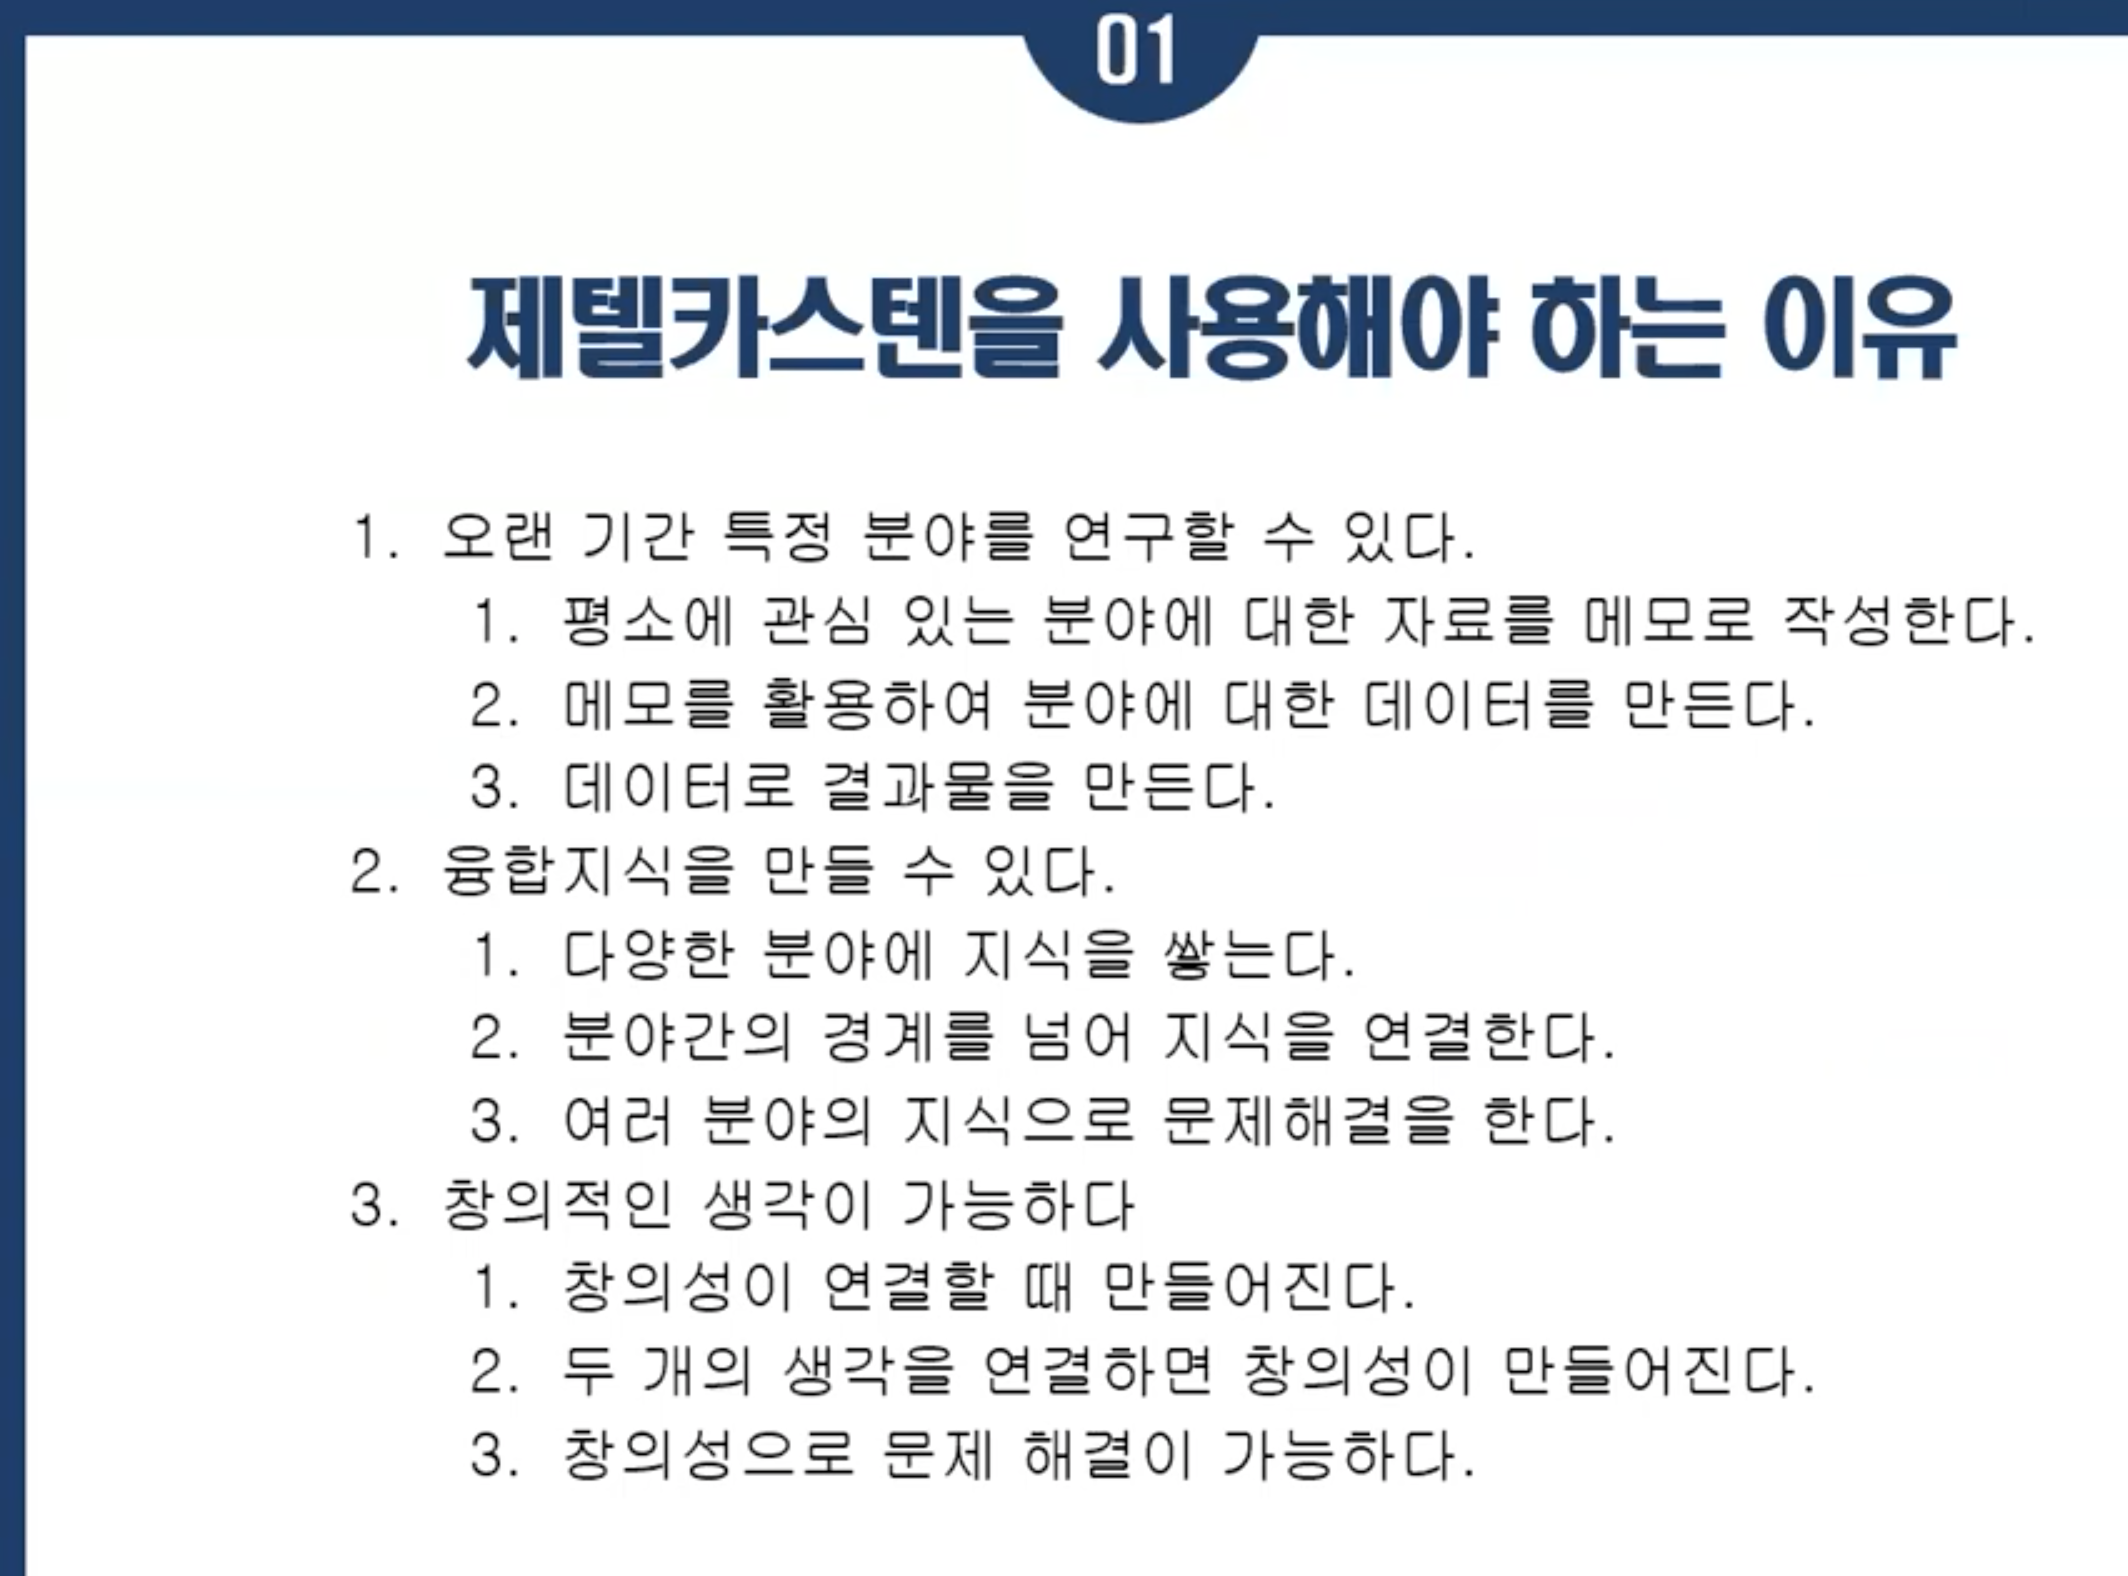 01
제텔카스텐을 사용해야 하는 이유
1. 오랜 기간 특정 분야를 연구할 수 있다.
1. 평소에 관심 있는 분야에 대한 자료를 메모로 작성한다.
2. 메모를 활용하여 분야에 대한 데이터를 만든다.
3. 데이터로 결과물을 만든다.
2. 융합지식을 만들 수 있다.
1. 다양한 분야에 지식을 쌓는다.
2. 분야간의 경계를 넘어 지식을 연결한다.
3. 여러 분야의 지식으로 문제해결을 한다.
3. 창의적인 생각이 가능하다
1. 창의성이 연결할 때 만들어진다.
2. 두 개의 생각을 연결하면 창의성이 만들어진다.
3. 창의성으로 문제 해결이 가능하다.